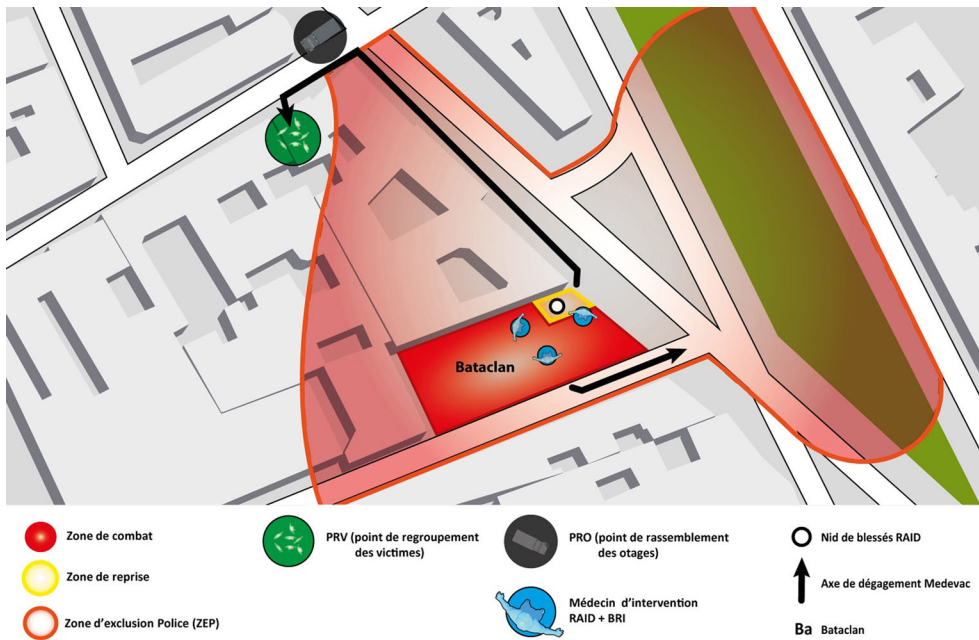 Bataclan
Zone de combat
Zone de reprise
Zone d'exclusion Police (ZEP)
PRV (point de regroupement
des victimes)
PRO (point de rassemblement
des otages)
Médecin d'intervention
RAID + BRI
Nid de blessés RAID
Axe de dégagement Medevac
Ba Bataclan